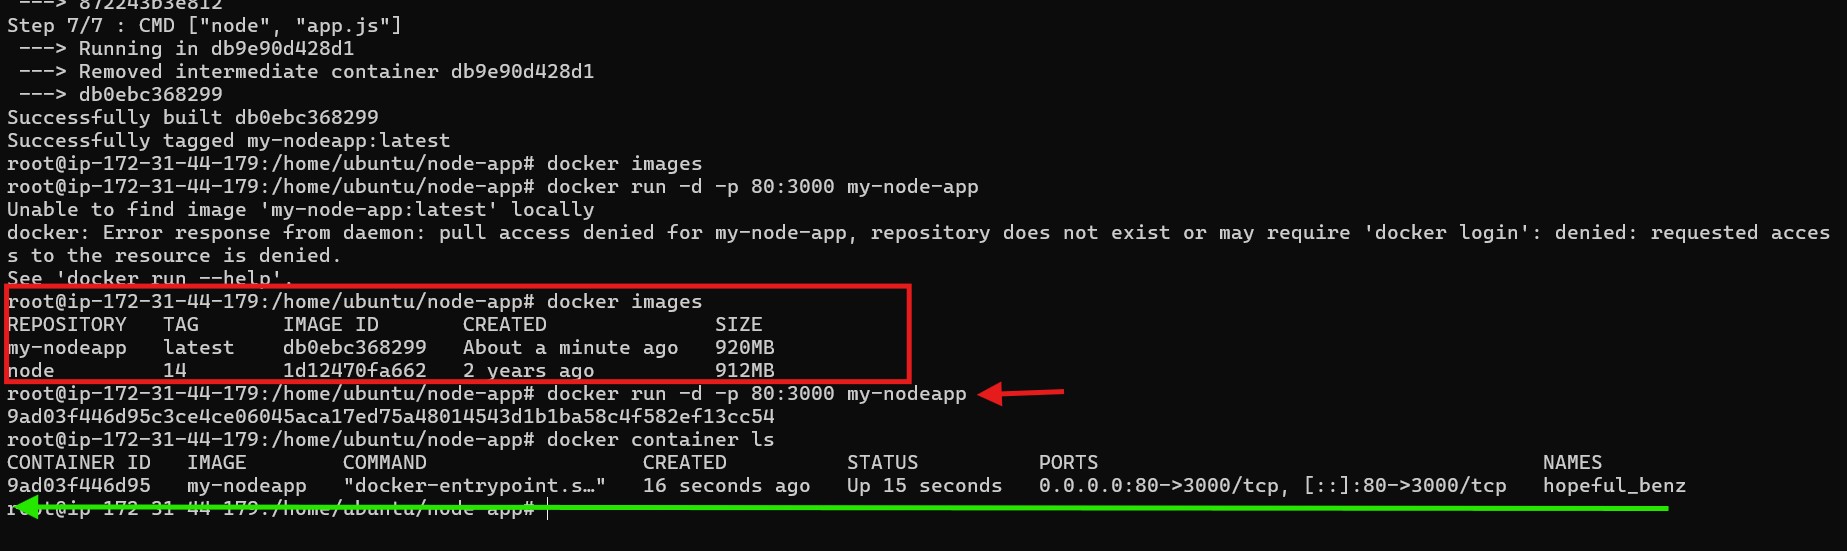 ---> 872243b3e812
Step 7/7 : CMD ["node", "app.js"]
---> Running in db9e90d428d1
---> Removed intermediate container db9e90d428d1
---> db0ebc368299
Successfully built db0ebc368299
Successfully tagged my-nodeapp:latest
root@ip-172-31-44-179:/home/ubuntu/node-app# docker images
root@ip-172-31-44-179:/home/ubuntu/node-app# docker run -d -p 80:3000 my-node-app
Unable to find image 'my-node-app:latest' locally
docker: Error response from daemon: pull access denied for my-node-app, repository does not exist or may require 'docker login': denied: requested acces
s to the resource is denied.
See 'docker run --help'.
root@ip-172-31-44-179:/home/ubuntu/node-app# docker images
REPOSITORY   TAG       IMAGE ID       CREATED              SIZE
my-nodeapp   latest    db0ebc368299   About a minute ago   920MB
node         14        1d12470fa662   2 years ago          912MB
root@ip-172-31-44-179:/home/ubuntu/node-app# docker run -d -p 80:3000 my-nodeapp
9ad03f446d95c3ce4ce06045aca17ed75a48014543d1b1ba58c4f582ef13cc54
root@ip-172-31-44-179:/home/ubuntu/node-app# docker container ls
CONTAINER ID   IMAGE        COMMAND                  CREATED          STATUS          PORTS                                     NAMES
9ad03f446d95   my-nodeapp   "docker-entrypoint.s…"   16 seconds ago   Up 15 seconds   0.0.0.0:80->3000/tcp, [::]:80->3000/tcp   hopeful_benz
root@ip-172-31-44-179:/home/ubuntu/node-app#